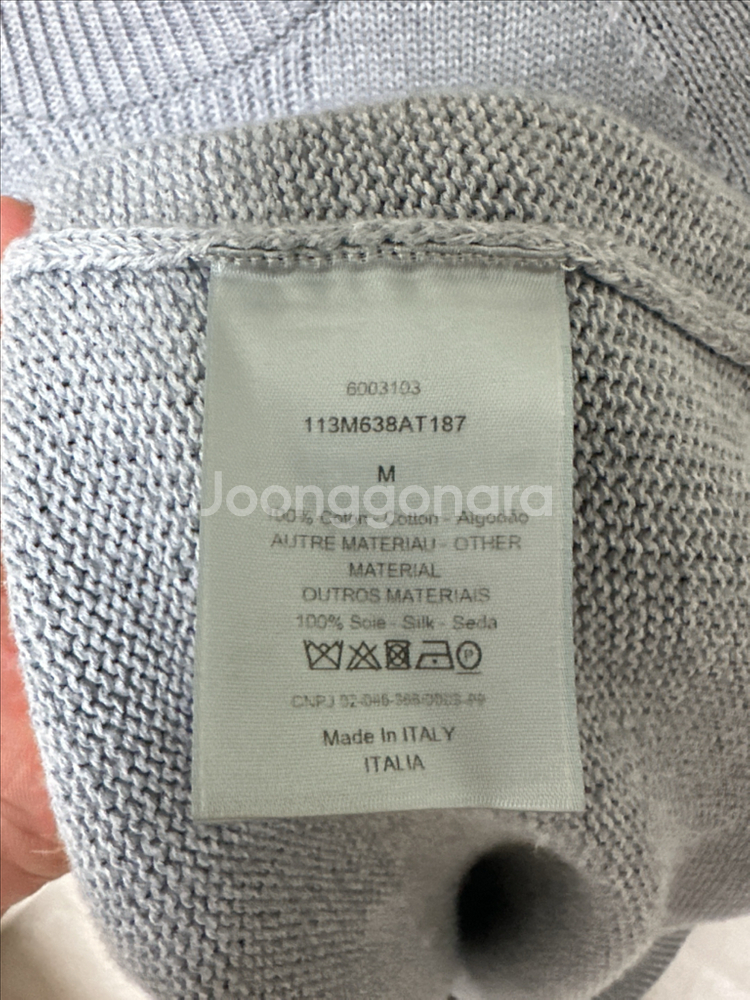 6003103
113M638AT187
M
Joongonara
100% Coton - Cotton - Algodão
AUTRE MATERIAU - OTHER
MATERIAL
OUTROS MATERIAIS
100% Soie - Silk - Seda
P
CNPJ
Made In ITALY
ITALIA